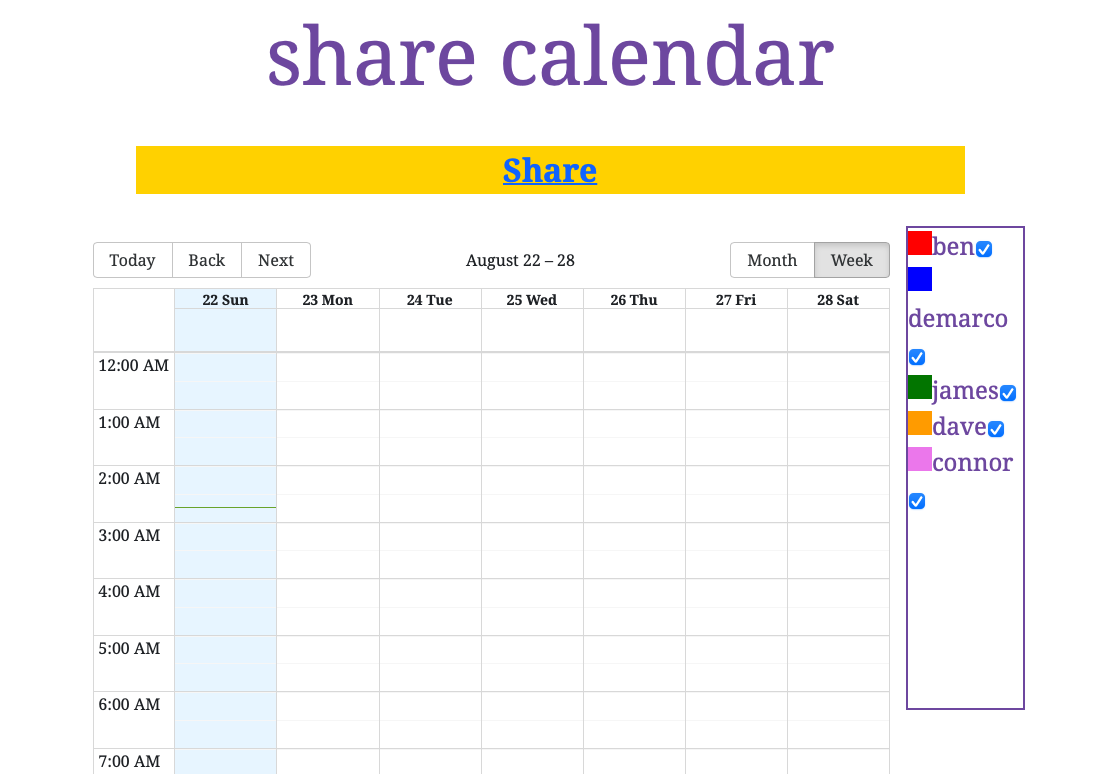 share calendar
Share
Today Back Next August 22 – 28 Month Week
22 Sun 23 Mon 24 Tue 25 Wed 26 Thu 27 Fri 28 Sat
12:00 AM
1:00 AM
2:00 AM
3:00 AM
4:00 AM
5:00 AM
6:00 AM
7:00 AM
ben
demarco
james
dave
connor